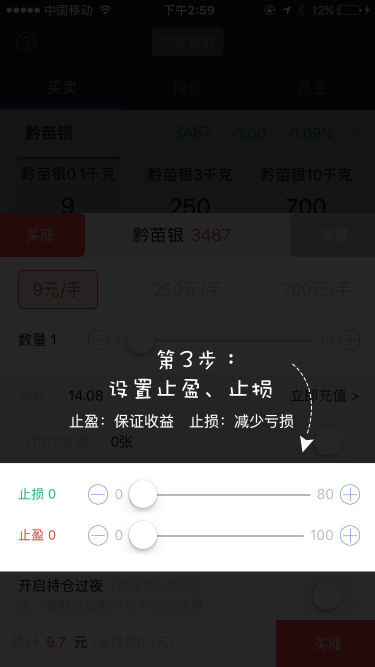 中国移动 下午2:59 12%
中金物联
买卖 持仓 资金
黔苗银 3487 -3.00 -0.09%
黔苗银0.1千克 黔苗银3千克 黔苗银10千克
9 250 700
买涨 黔苗银 3487 买跌
9元/手 250元/手 700元/手
数量 1 1 10
第3步：
设置止盈、止损
余额 14.08 立即充值 >
止盈：保证收益 止损：减少亏损
可用代金券 0张
止损 0 0 80
止盈 0 0 100
开启持仓过夜
总计 9.7 元 (手续费0.7元) 买涨